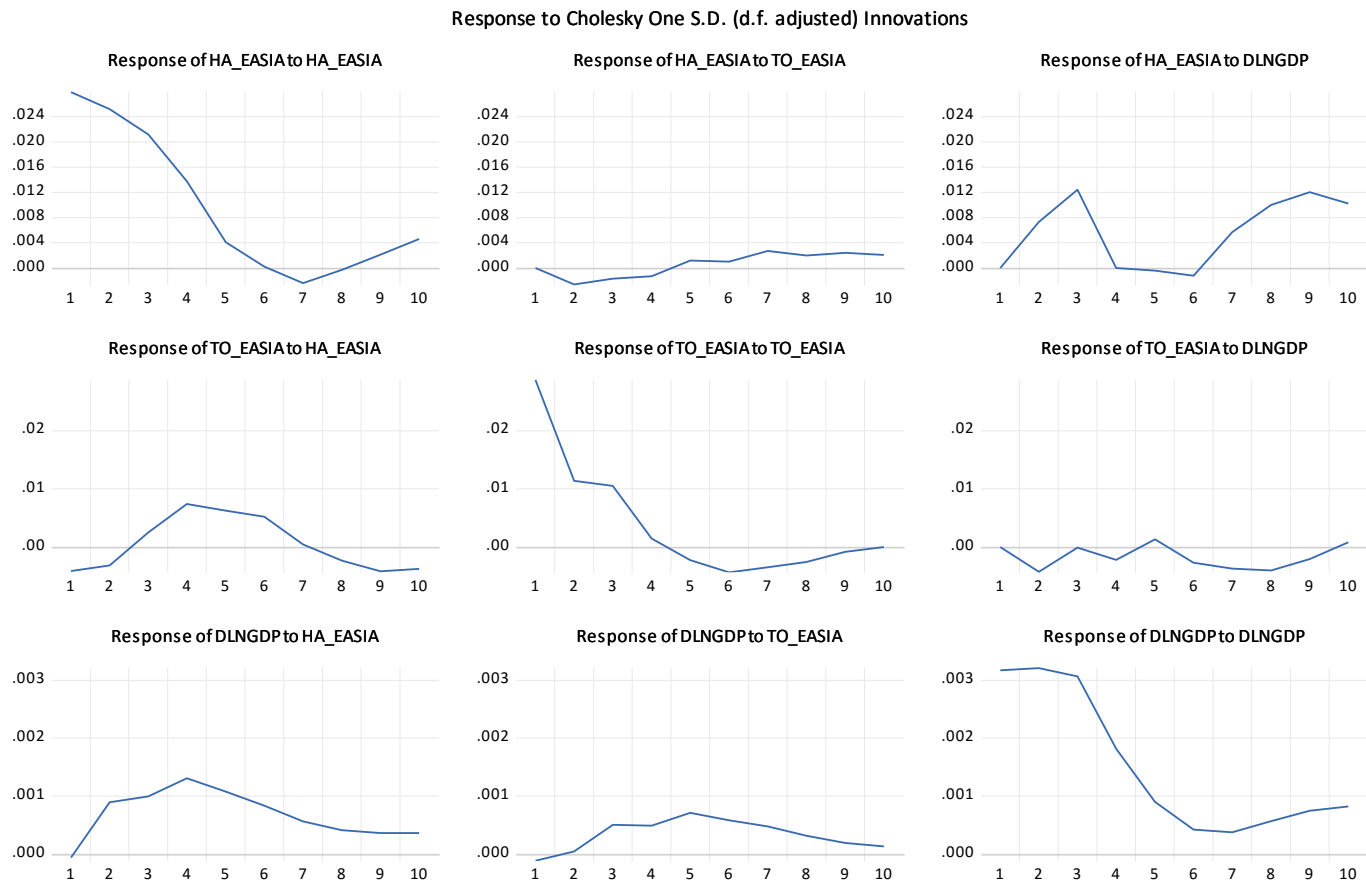 Response to Cholesky One S.D. (d.f. adjusted) Innovations
Response of HA_EASIA to HA_EASIA
.024
.020
.016
.012
.008
.004
.000
1 2 3 4 5 6 7 8 9 10
Response of HA_EASIA to TO_EASIA
.024
.020
.016
.012
.008
.004
.000
1 2 3 4 5 6 7 8 9 10
Response of HA_EASIA to DLNGDP
.024
.020
.016
.012
.008
.004
.000
1 2 3 4 5 6 7 8 9 10
Response of TO_EASIA to HA_EASIA
.02
.01
.00
1 2 3 4 5 6 7 8 9 10
Response of TO_EASIA to TO_EASIA
.02
.01
.00
1 2 3 4 5 6 7 8 9 10
Response of TO_EASIA to DLNGDP
.02
.01
.00
1 2 3 4 5 6 7 8 9 10
Response of DLNGDP to HA_EASIA
.003
.002
.001
.000
1 2 3 4 5 6 7 8 9 10
Response of DLNGDP to TO_EASIA
.003
.002
.001
.000
1 2 3 4 5 6 7 8 9 10
Response of DLNGDP to DLNGDP
.003
.002
.001
.000
1 2 3 4 5 6 7 8 9 10